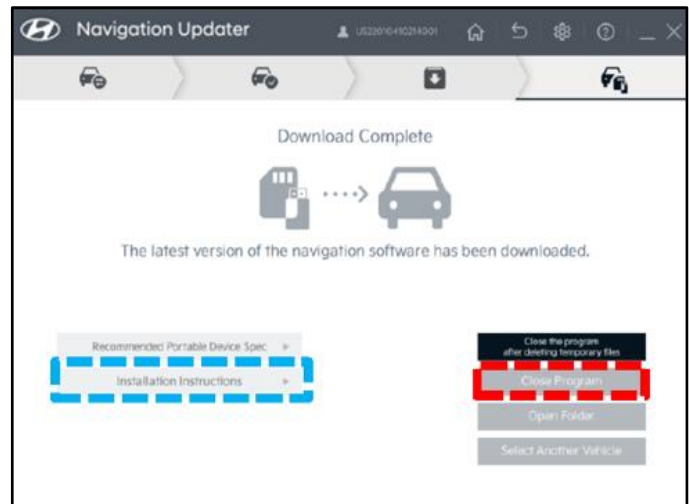 Navigation Updater
Download Complete
The latest version of the navigation software has been downloaded.
Recommended Portable Device Spec
Installation Instructions
Close the program
after deleting temporary files
Close Program
Open Folder
Select Another Vehicle